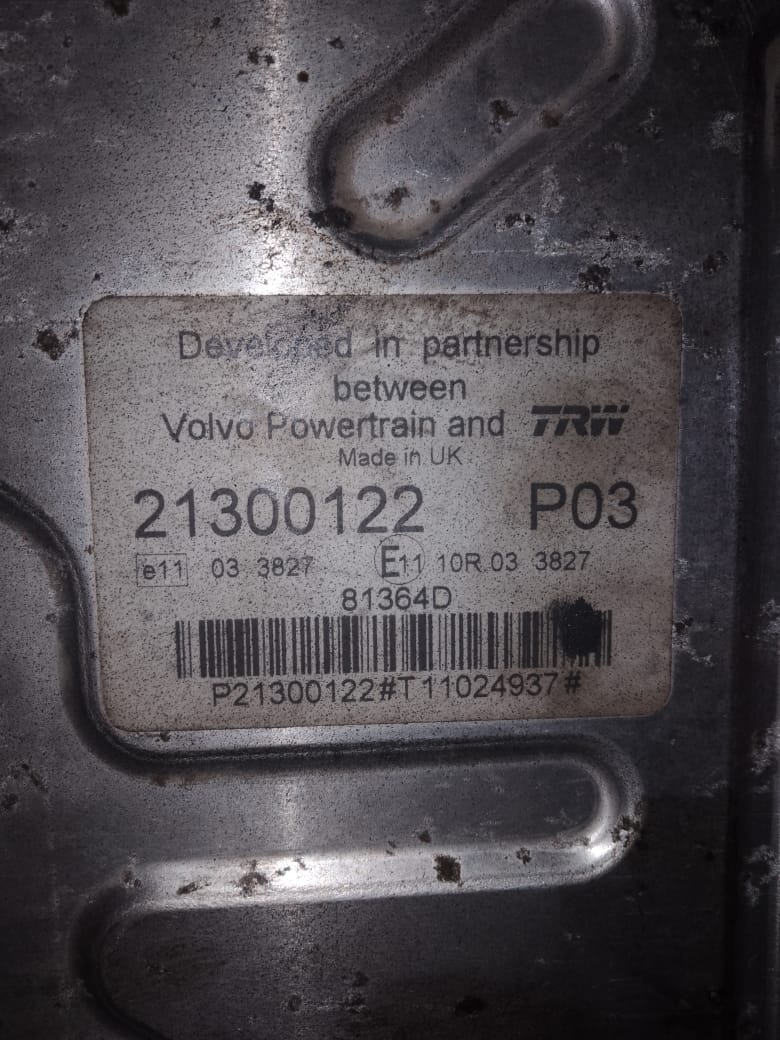 Developed in partnership
between
Volvo Powertrain and TRW
Made in UK
21300122 P03
e11 03 3827 E11 10R 03 3827
81364D
P21300122#T11024937#